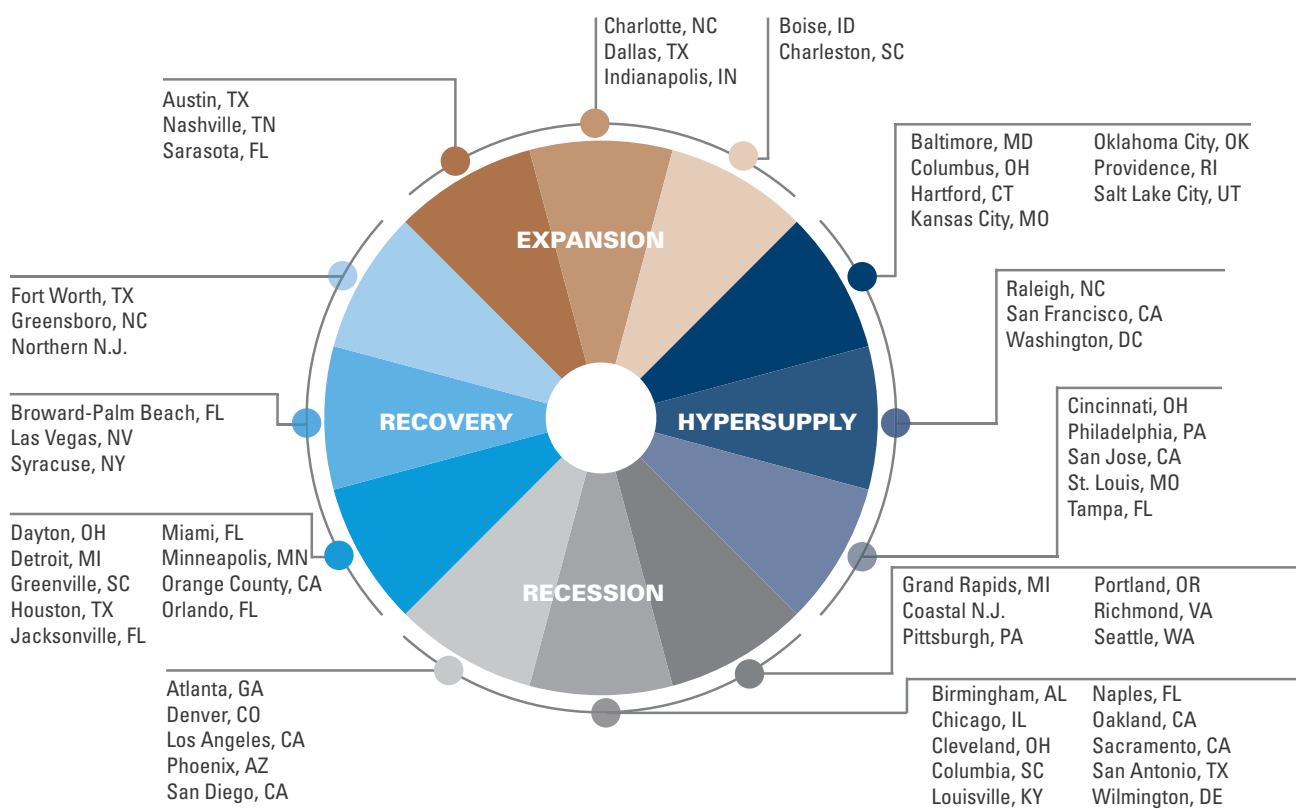 Charlotte, NC
Dallas, TX
Indianapolis, IN
Boise, ID
Charleston, SC
Austin, TX
Nashville, TN
Sarasota, FL
Baltimore, MD
Columbus, OH
Hartford, CT
Kansas City, MO
Oklahoma City, OK
Providence, RI
Salt Lake City, UT
EXPANSION
Fort Worth, TX
Greensboro, NC
Northern N.J.
Raleigh, NC
San Francisco, CA
Washington, DC
Broward-Palm Beach, FL
Las Vegas, NV
Syracuse, NY
RECOVERY
HYPERSUPPLY
Cincinnati, OH
Philadelphia, PA
San Jose, CA
St. Louis, MO
Tampa, FL
Dayton, OH
Detroit, MI
Greenville, SC
Houston, TX
Jacksonville, FL
Miami, FL
Minneapolis, MN
Orange County, CA
Orlando, FL
RECESSION
Grand Rapids, MI
Coastal N.J.
Pittsburgh, PA
Portland, OR
Richmond, VA
Seattle, WA
Atlanta, GA
Denver, CO
Los Angeles, CA
Phoenix, AZ
San Diego, CA
Birmingham, AL
Chicago, IL
Cleveland, OH
Columbia, SC
Louisville, KY
Naples, FL
Oakland, CA
Sacramento, CA
San Antonio, TX
Wilmington, DE